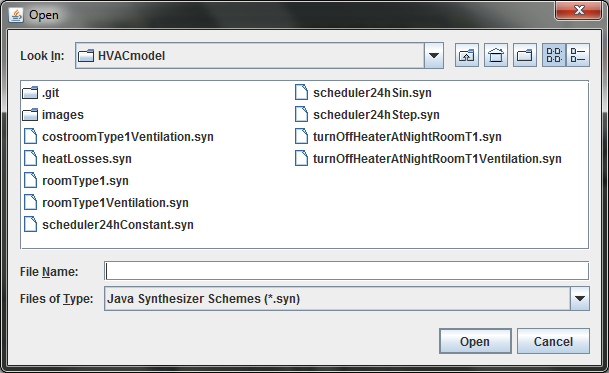 Open
Look In: HVACmodel
.git
images
costroomType1Ventilation.syn
heatLosses.syn
roomType1.syn
roomType1Ventilation.syn
scheduler24hConstant.syn
scheduler24hSin.syn
scheduler24hStep.syn
turnOffHeaterAtNightRoomT1.syn
turnOffHeaterAtNightRoomT1Ventilation.syn
File Name:
Files of Type: Java Synthesizer Schemes (*.syn)
Open Cancel